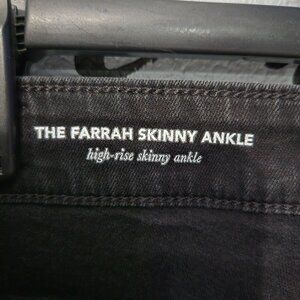 THE FARRAH SKINNY ANKLE
high-rise skinny ankle